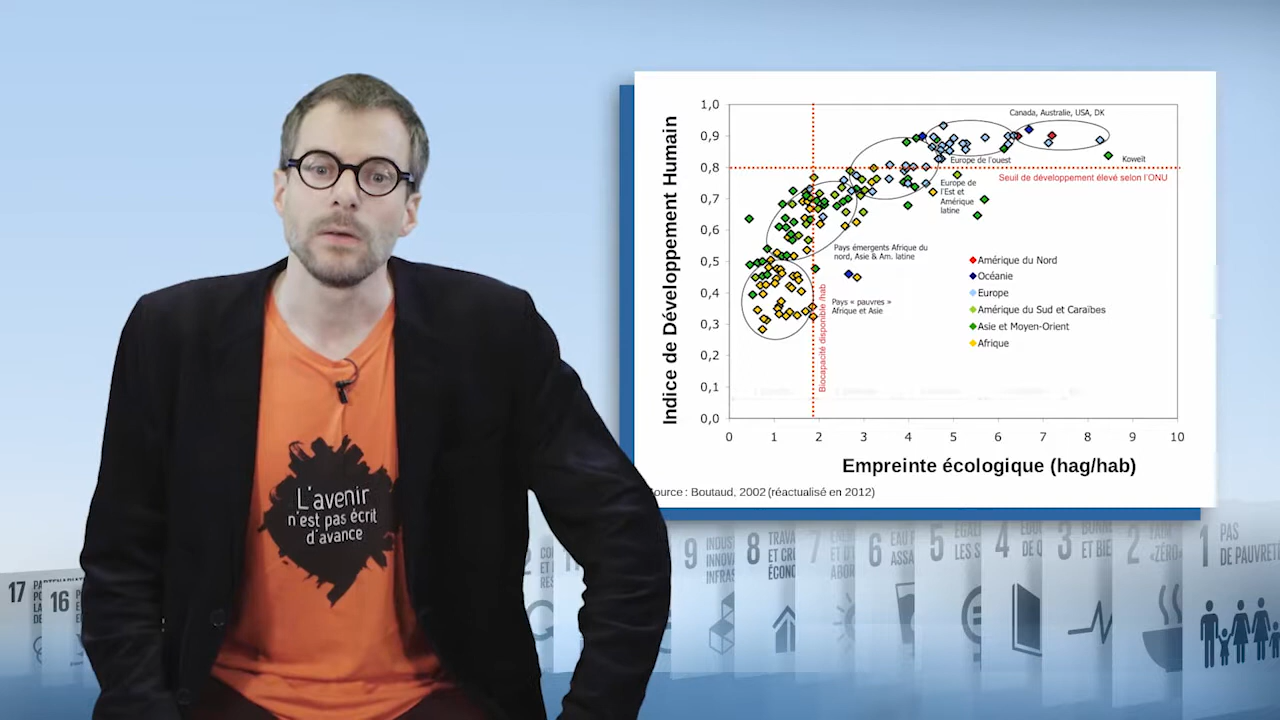 L'avenir
n'est pas écrit
d'avance
Indice de Développement Humain
1,0
0,9
0,8
0,7
0,6
0,5
0,4
0,3
0,2
0,1
0,0
Canada, Australie, USA, DK
Europe de l'ouest
Koweït
Seuil de développement élevé selon l'ONU
Europe de
l'Est et
Amérique
latine
Pays émergents Afrique du
nord, Asie & Am. latine
Pays « pauvres »
Afrique et Asie
Biocapacité disponible /hab
Amérique du Nord
Océanie
Europe
Amérique du Sud et Caraïbes
Asie et Moyen-Orient
Afrique
0 1 2 3 4 5 6 7 8 9 10
Empreinte écologique (hag/hab)
Source : Boutaud, 2002 (réactualisé en 2012)
17
16
9
8
7
6
5
4
3
2
1 PAS
DE PAUVRETÉ